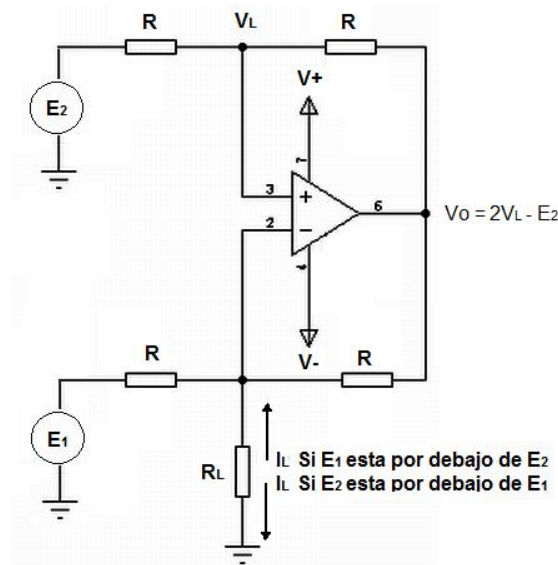 VL
R
R
V+
E2
7
3
+
6
Vo = 2VL - E2
2
−
4
V-
R
R
E1
RL
IL Si E1 esta por debajo de E2
IL Si E2 esta por debajo de E1